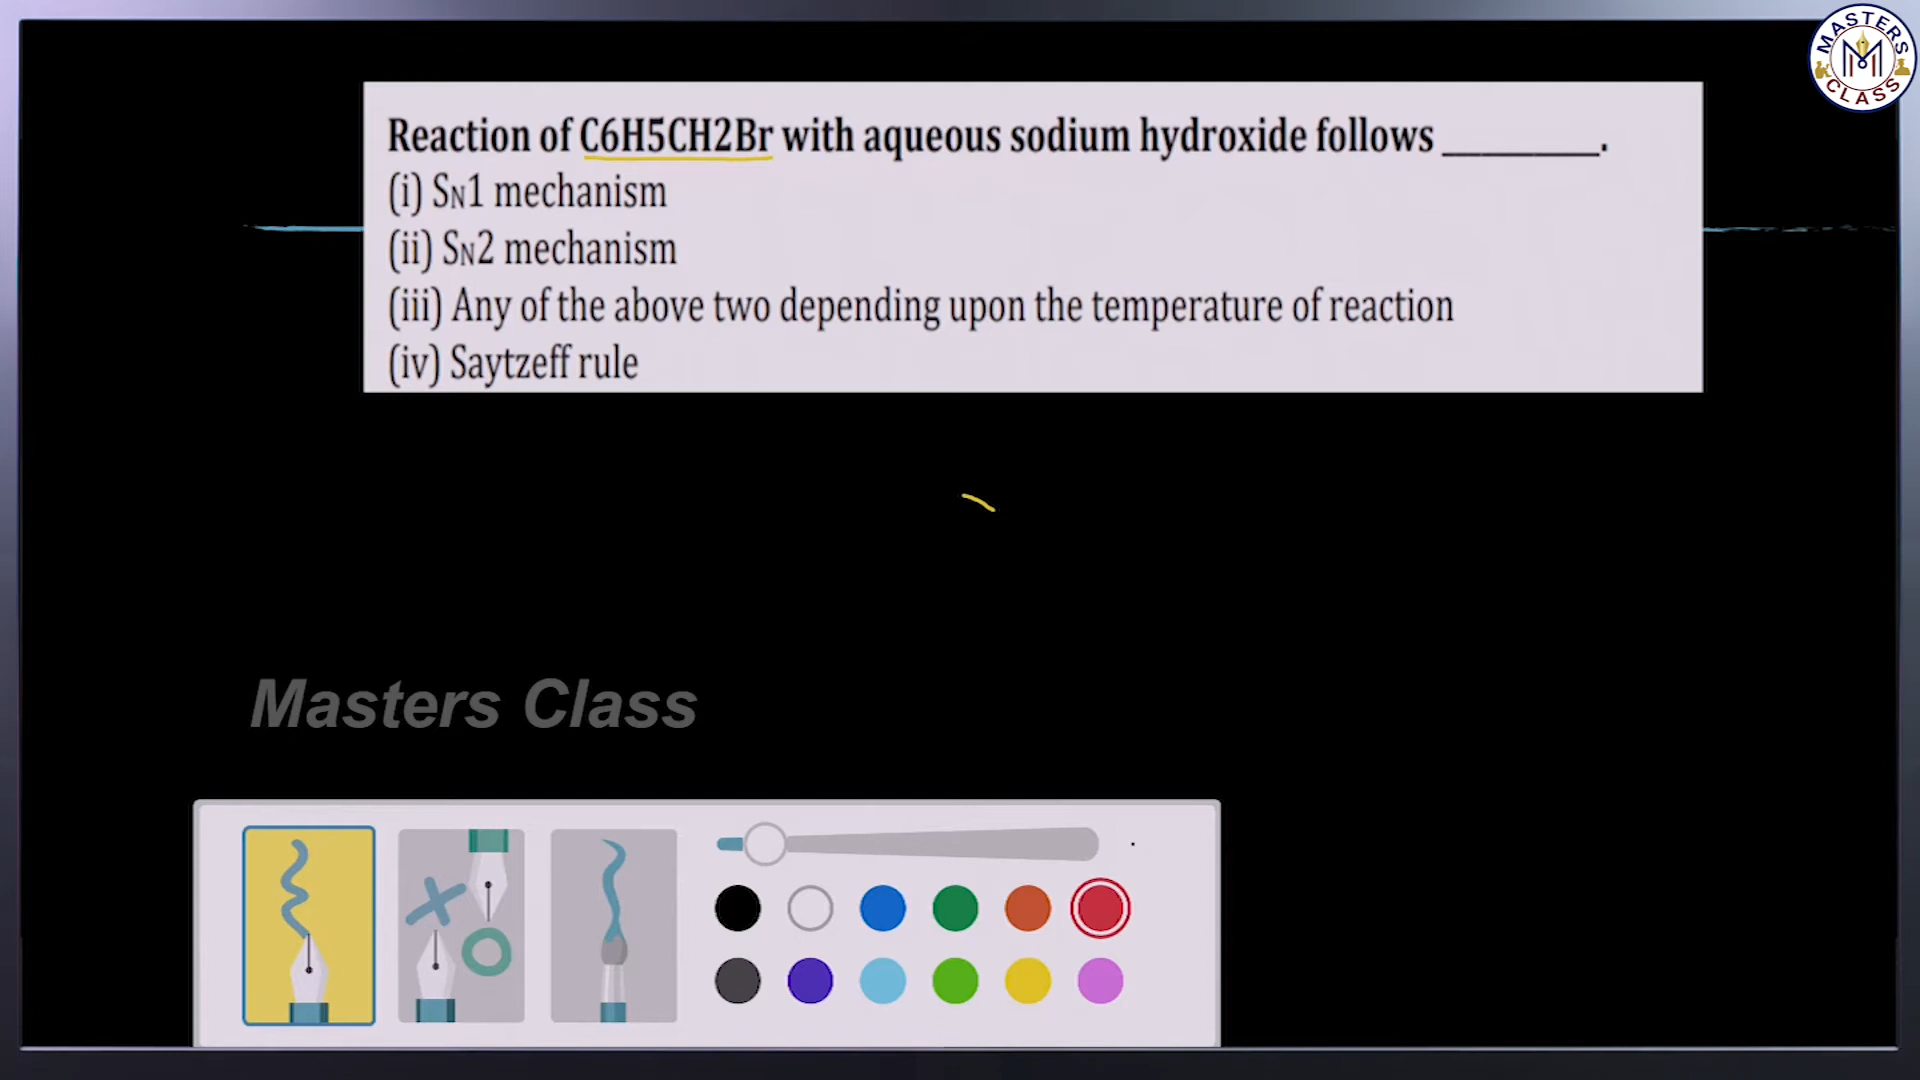 MASTERS
CLASS
Reaction of C6H5CH2Br with aqueous sodium hydroxide follows __________.
(i) SN1 mechanism
(ii) SN2 mechanism
(iii) Any of the above two depending upon the temperature of reaction
(iv) Saytzeff rule
Masters Class